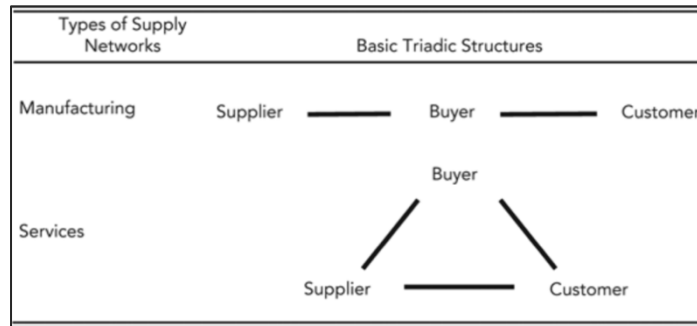 Types of Supply
Networks
Basic Triadic Structures
Manufacturing
Supplier
Buyer
Customer
Buyer
Services
Supplier
Customer